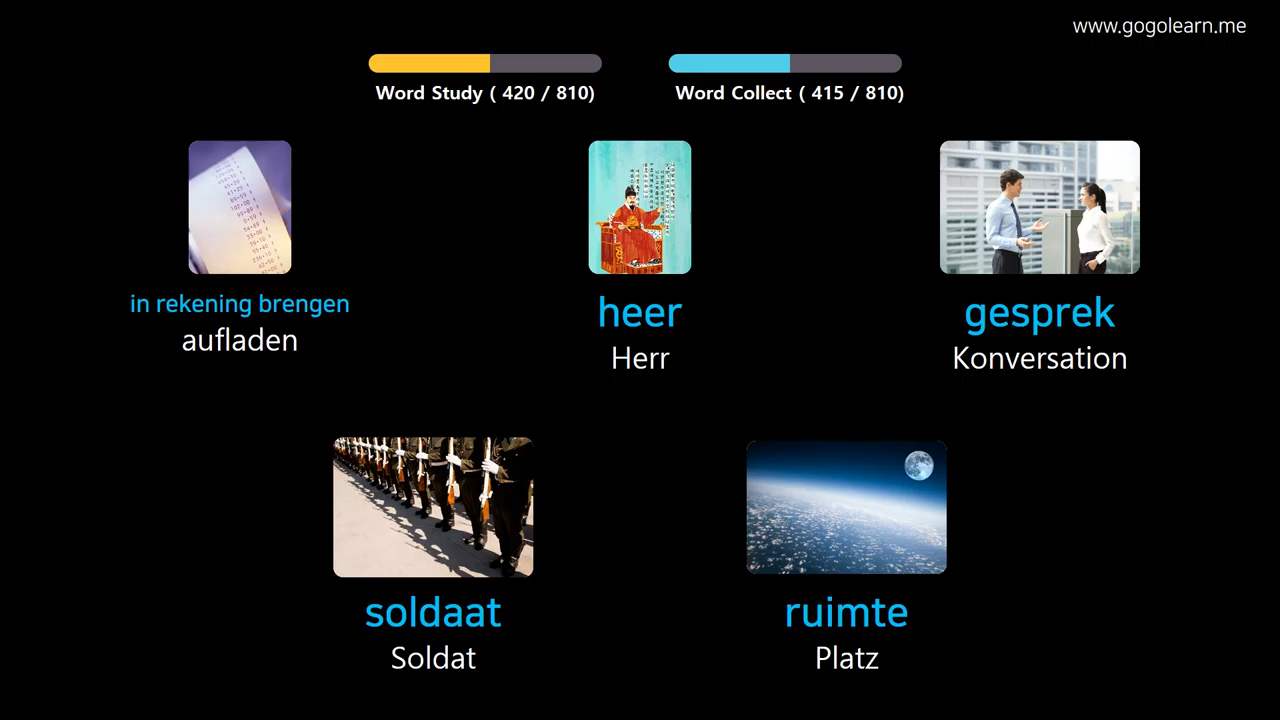 www.gogolearn.me
Word Study ( 420 / 810)
Word Collect ( 415 / 810)
in rekening brengen
aufladen
heer
Herr
gesprek
Konversation
soldaat
Soldat
ruimte
Platz